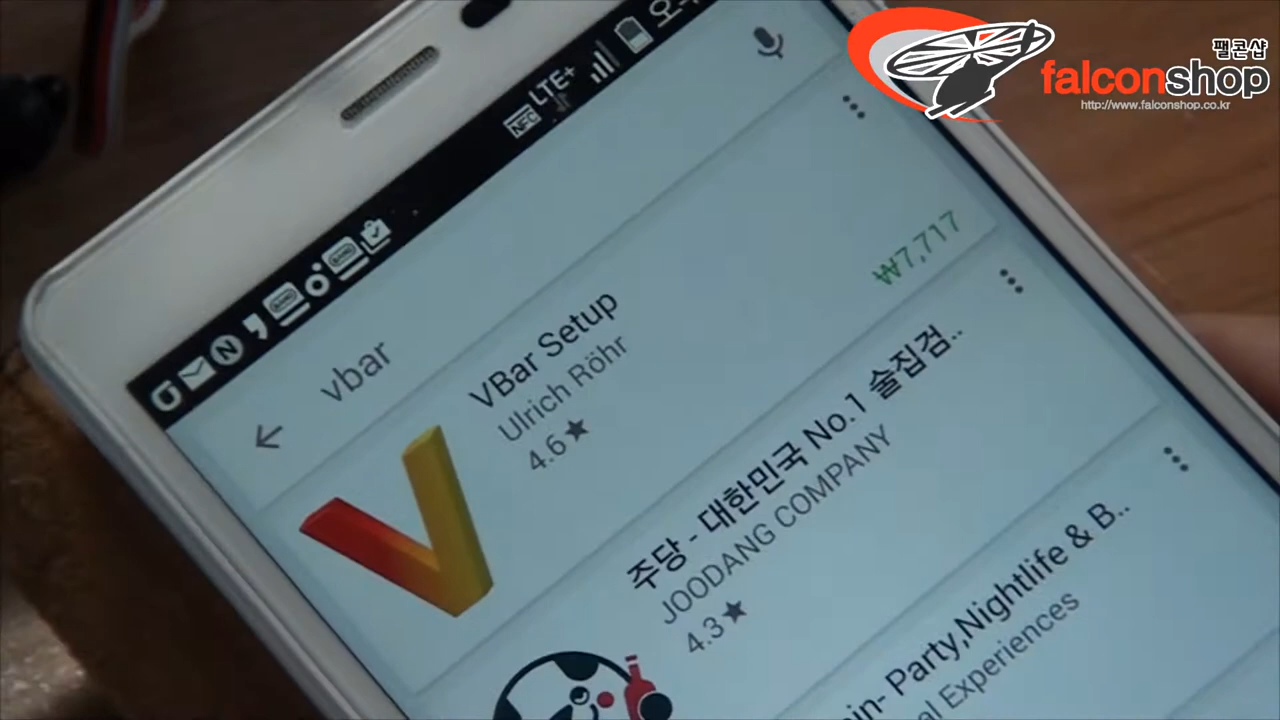 팰콘샵
falconshop
http://www.falconshop.co.kr
NFC LTE+
vbar
VBar Setup
Ulrich Röhr
4.6★
₩7,717
주당 - 대한민국 No.1 술집검..
JOODANG COMPANY
4.3★
Party,Nightlife & B..
Experiences